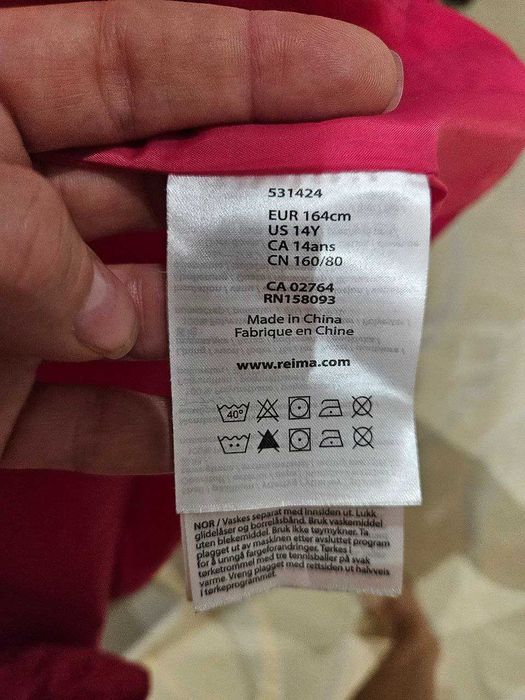 531424
EUR 164cm
US 14Y
CA 14ans
CN 160/80
CA 02764
RN158093
Made in China
Fabrique en Chine
www.reima.com
40°
NOR / Vaskes separat med innsiden ut. Lukk
glidelåser og borrelåsbånd. Bruk vaskemiddel
uten blekemiddel. Bruk ikke tøymykner. Ta
plagget ut av maskinen etter avsluttet program
for å unngå fargeforandringer. Tørkes i
tørketrommel med tre tennisballer på svak
varme. Vreng plagget med rettsiden ut halvveis
i tørkeprogrammet.